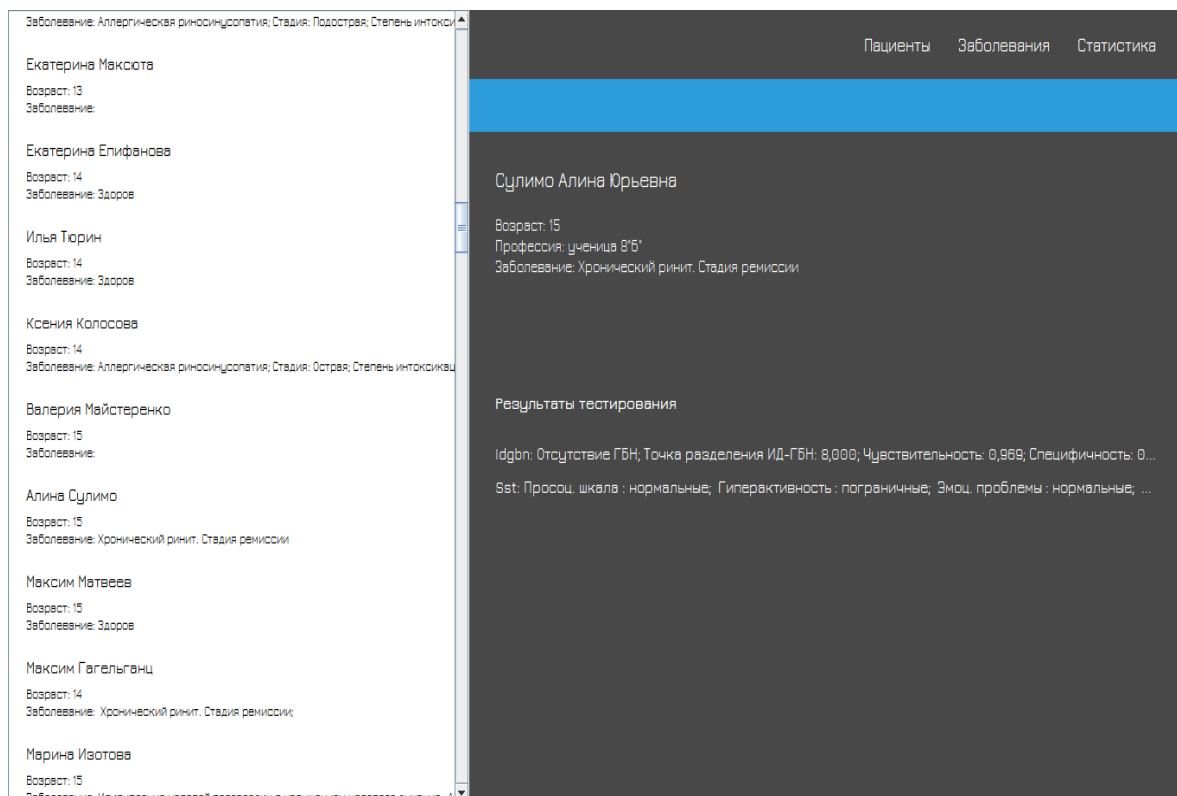 Заболевание: Аллергическая риносинусопатия; Стадия: Подострая; Степень интокси
Екатерина Максюта
Возраст: 13
Заболевание:
Екатерина Епифанова
Возраст: 14
Заболевание: Здоров
Илья Тюрин
Возраст: 14
Заболевание: Здоров
Ксения Колосова
Возраст: 14
Заболевание: Аллергическая риносинусопатия; Стадия: Острая; Степень интоксикац
Валерия Майстеренко
Возраст: 15
Заболевание:
Алина Сулимо
Возраст: 15
Заболевание: Хронический ринит. Стадия ремиссии
Максим Матвеев
Возраст: 15
Заболевание: Здоров
Максим Гагельганц
Возраст: 14
Заболевание: Хронический ринит. Стадия ремиссии;
Марина Изотова
Возраст: 15
Пациенты Заболевания Статистика
Сулимо Алина Юрьевна
Возраст: 15
Профессия: ученица 8"б"
Заболевание: Хронический ринит. Стадия ремиссии
Результаты тестирования
Idgbn: Отсутствие ГБН; Точка разделения ИД-ГБН: 8,000; Чувствительность: 0,969; Специфичность: 0...
Sst: Просоц. шкала : нормальные; Гиперактивность : пограничные; Эмоц. проблемы : нормальные; ...